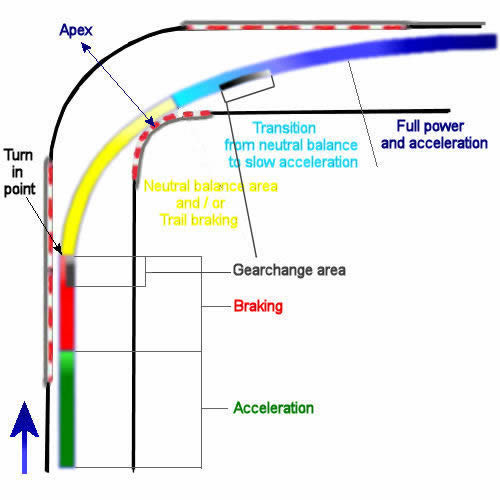 Apex
Transition
from neutral balance
to slow acceleration
Full power
and acceleration
Turn
in
point
Neutral balance area
and / or
Trail braking
Gearchange area
Braking
Acceleration